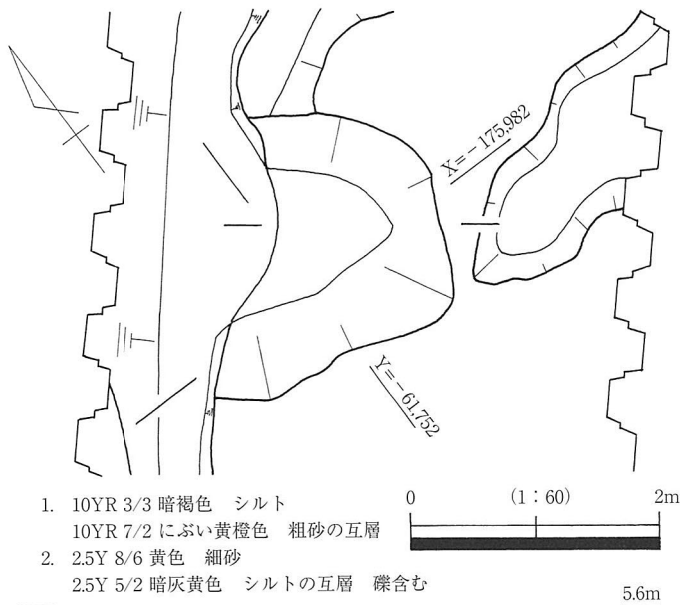 X=−175,982
Y=−61,752
1. 10YR 3/3 暗褐色 シルト
10YR 7/2 にぶい黄橙色 粗砂の互層
2. 2.5Y 8/6 黄色 細砂
2.5Y 5/2 暗灰黄色 シルトの互層 礫含む
0 (1：60) 2m
5.6m